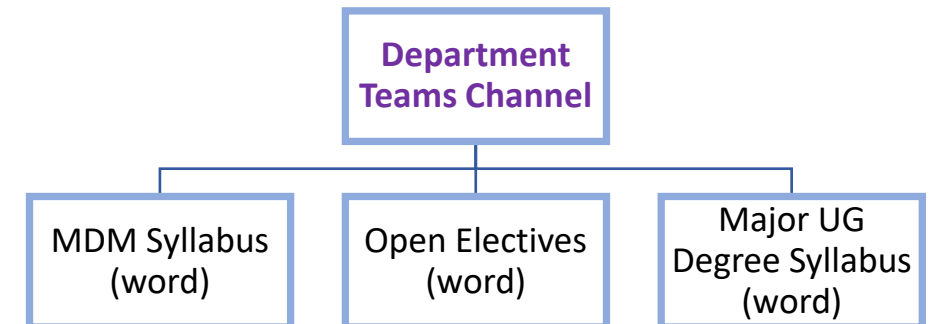 Department
Teams Channel
MDM Syllabus
(word)
Open Electives
(word)
Major UG
Degree Syllabus
(word)